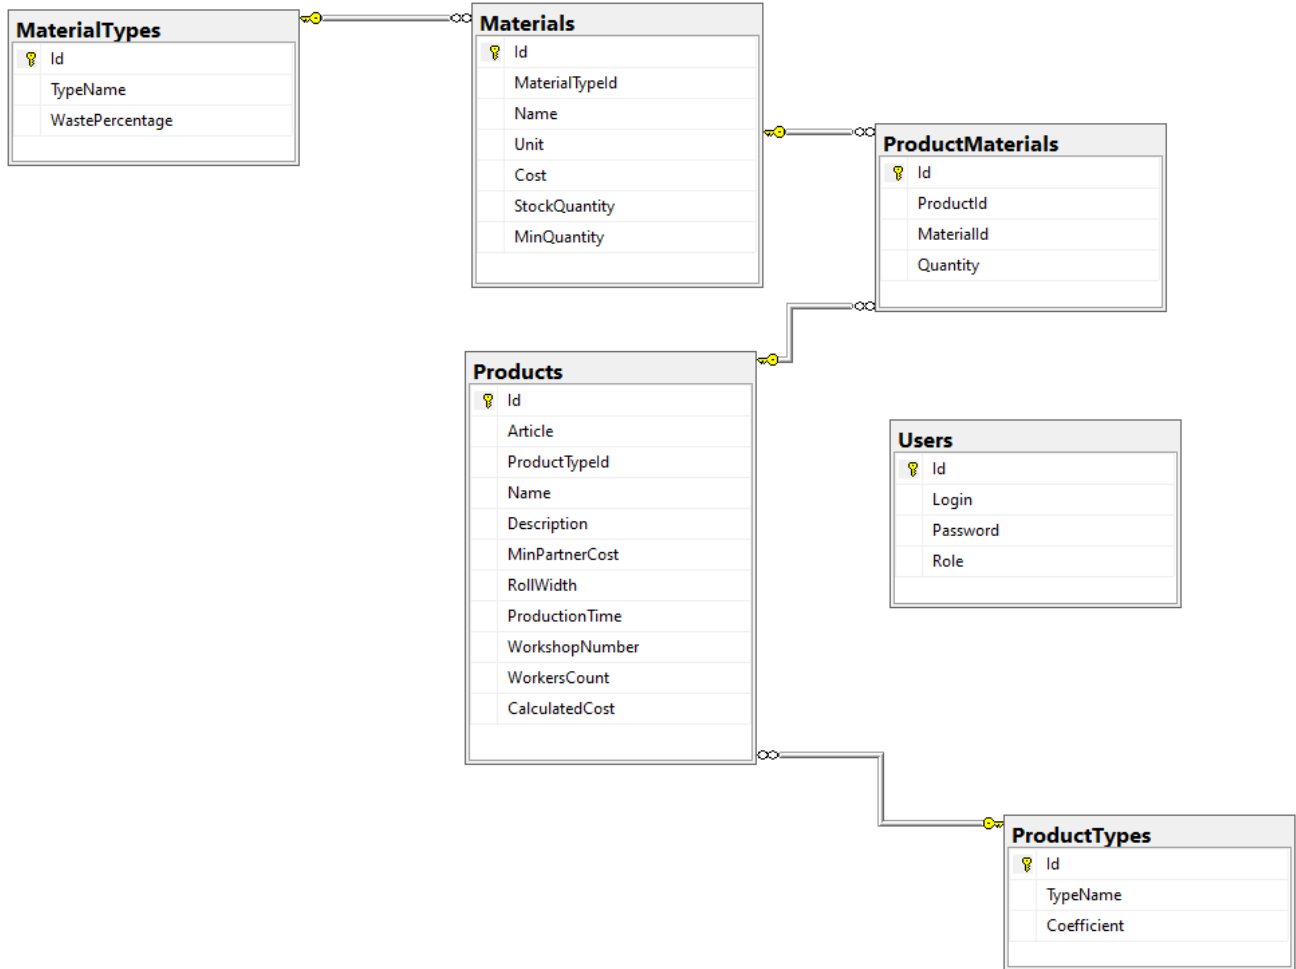 MaterialTypes
Id
TypeName
WastePercentage
Materials
Id
MaterialTypeId
Name
Unit
Cost
StockQuantity
MinQuantity
ProductMaterials
Id
ProductId
MaterialId
Quantity
Products
Id
Article
ProductTypeId
Name
Description
MinPartnerCost
RollWidth
ProductionTime
WorkshopNumber
WorkersCount
CalculatedCost
Users
Id
Login
Password
Role
ProductTypes
Id
TypeName
Coefficient